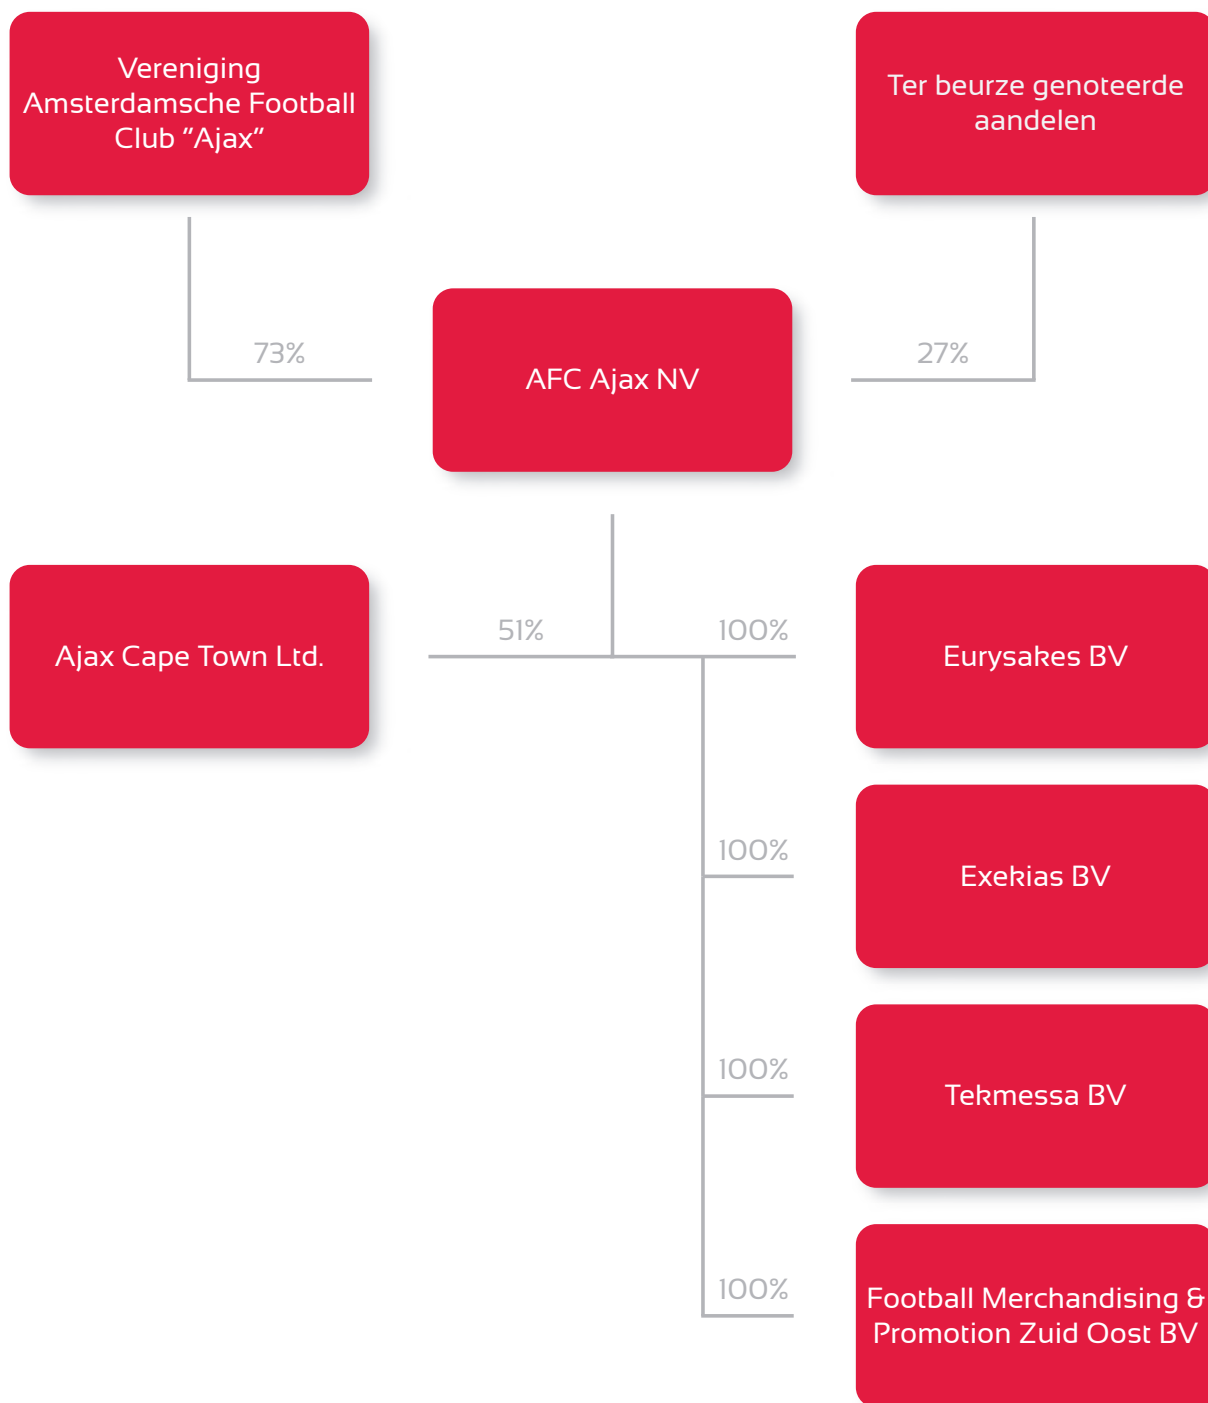 Vereniging
Amsterdamsche Football
Club “Ajax“
Ter beurze genoteerde
aandelen
73%
27%
AFC Ajax NV
51%
100%
Ajax Cape Town Ltd.
Eurysakes BV
100%
Exekias BV
100%
Tekmessa BV
100%
Football Merchandising &
Promotion Zuid Oost BV